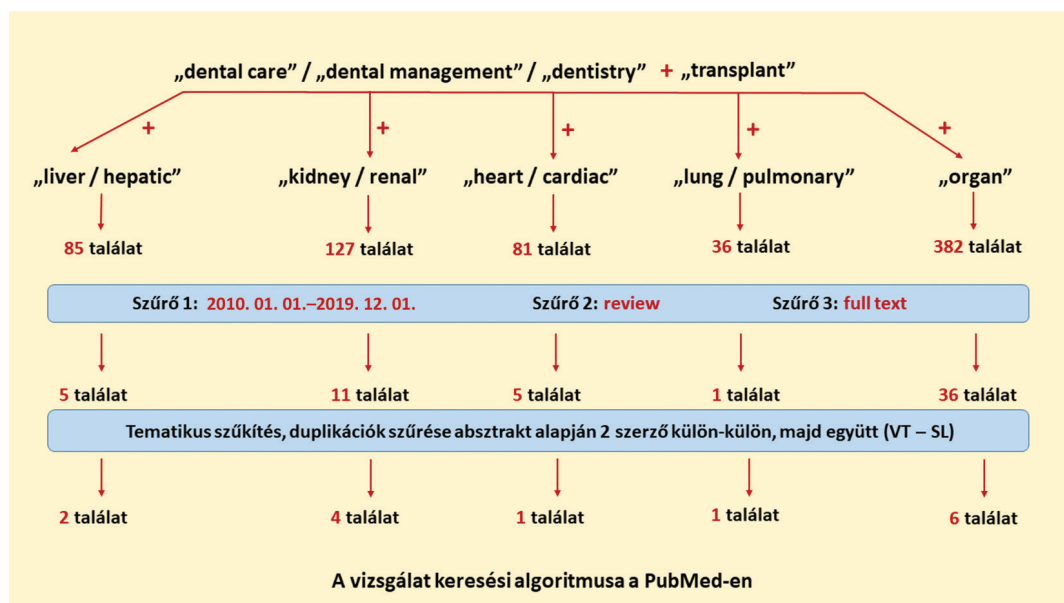 „dental care” / „dental management” / „dentistry” + „transplant”
+ + + + +
„liver / hepatic” „kidney / renal” „heart / cardiac” „lung / pulmonary” „organ”
85 találat 127 találat 81 találat 36 találat 382 találat
Szűrő 1: 2010. 01. 01.–2019. 12. 01. Szűrő 2: review Szűrő 3: full text
5 találat 11 találat 5 találat 1 találat 36 találat
Tematikus szűkítés, duplikációk szűrése absztrakt alapján 2 szerző külön-külön, majd együtt (VT – SL)
2 találat 4 találat 1 találat 1 találat 6 találat
A vizsgálat keresési algoritmusa a PubMed-en